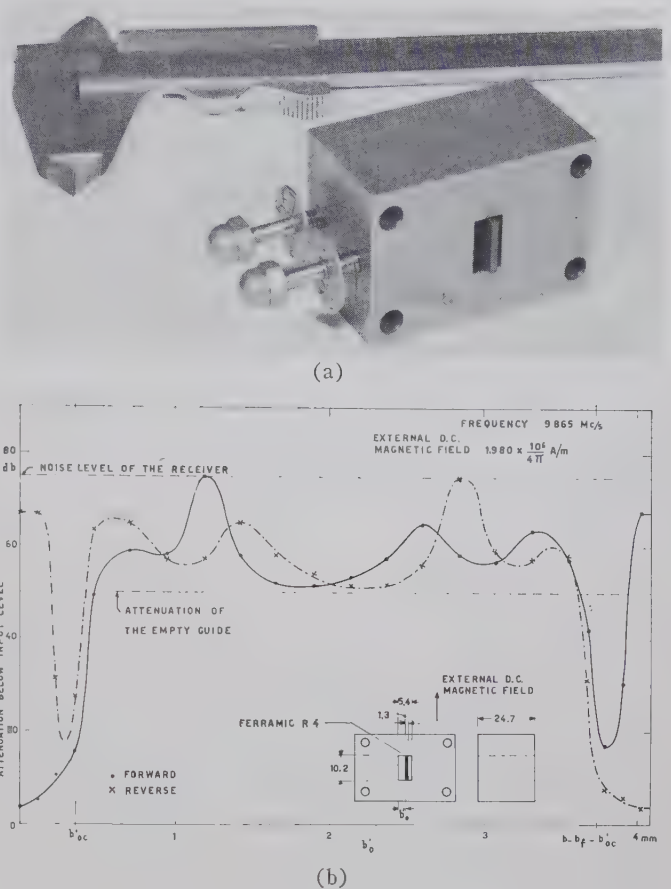 (a)
FREQUENCY 9865 Mc/s
EXTERNAL D.C.
MAGNETIC FIELD 1.980 x 10⁶/4π A/m
80
db
NOISE LEVEL OF THE RECEIVER
60
ATTENUATION OF
THE EMPTY GUIDE
40
ATTENUATION BELOW INPUT LEVEL
EXTERNAL D.C.
MAGNETIC FIELD
5,4
1,3
24.7
FERRAMIC R 4
10.2
bₒ
• FORWARD
x REVERSE
0
b'oc
1
2
b'o
3
b-bf-b'oc
4 mm
(b)